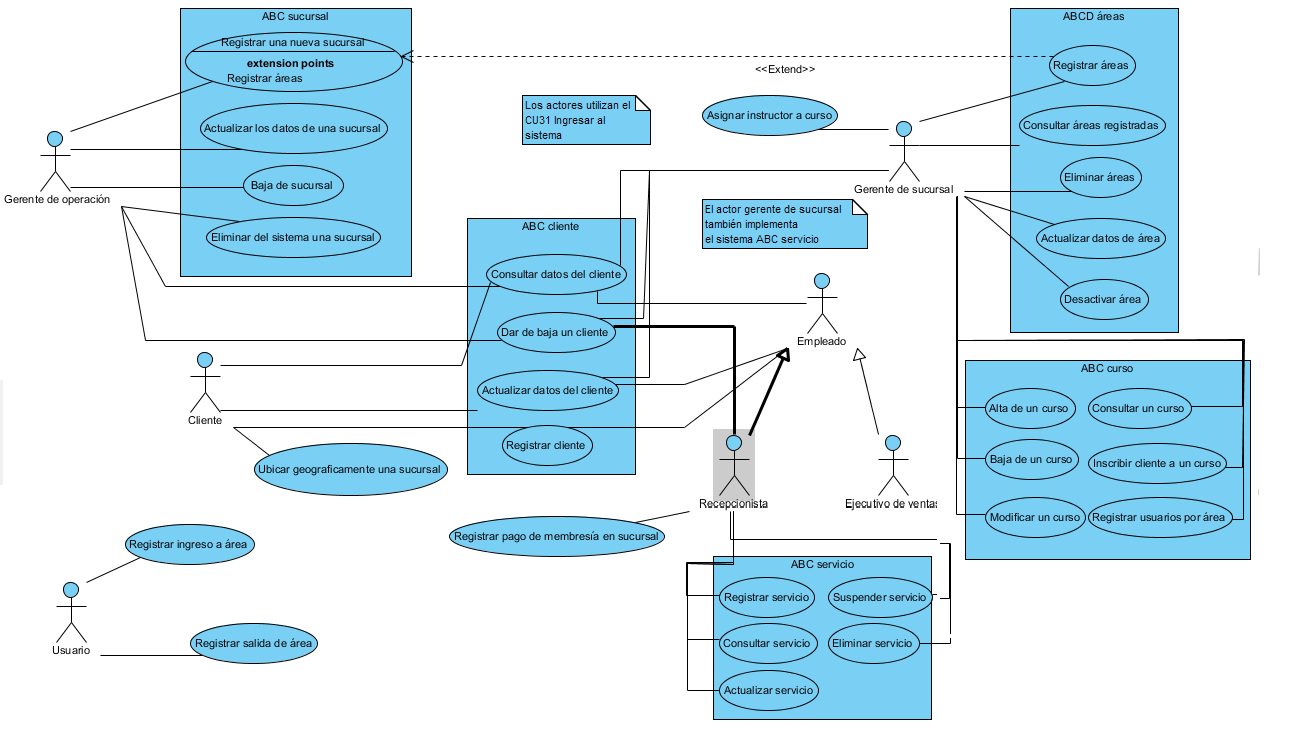 ABC sucursal
Registrar una nueva sucursal
extension points
Registrar áreas
Actualizar los datos de una sucursal
Baja de sucursal
Eliminar del sistema una sucursal
Gerente de operación
<<Extend>>
Los actores utilizan el
CU31 Ingresar al
sistema
Asignar instructor a curso
Gerente de sucursal
El actor gerente de sucursal
también implementa
el sistema ABC servicio
ABCD áreas
Registrar áreas
Consultar áreas registradas
Eliminar áreas
Actualizar datos de área
Desactivar área
ABC cliente
Consultar datos del cliente
Dar de baja un cliente
Actualizar datos del cliente
Registrar cliente
Empleado
Cliente
Ubicar geograficamente una sucursal
Recepcionista
Ejecutivo de ventas
ABC curso
Alta de un curso
Consultar un curso
Baja de un curso
Inscribir cliente a un curso
Modificar un curso
Registrar usuarios por área
Registrar pago de membresía en sucursal
Registrar ingreso a área
Usuario
Registrar salida de área
ABC servicio
Registrar servicio
Suspender servicio
Consultar servicio
Eliminar servicio
Actualizar servicio